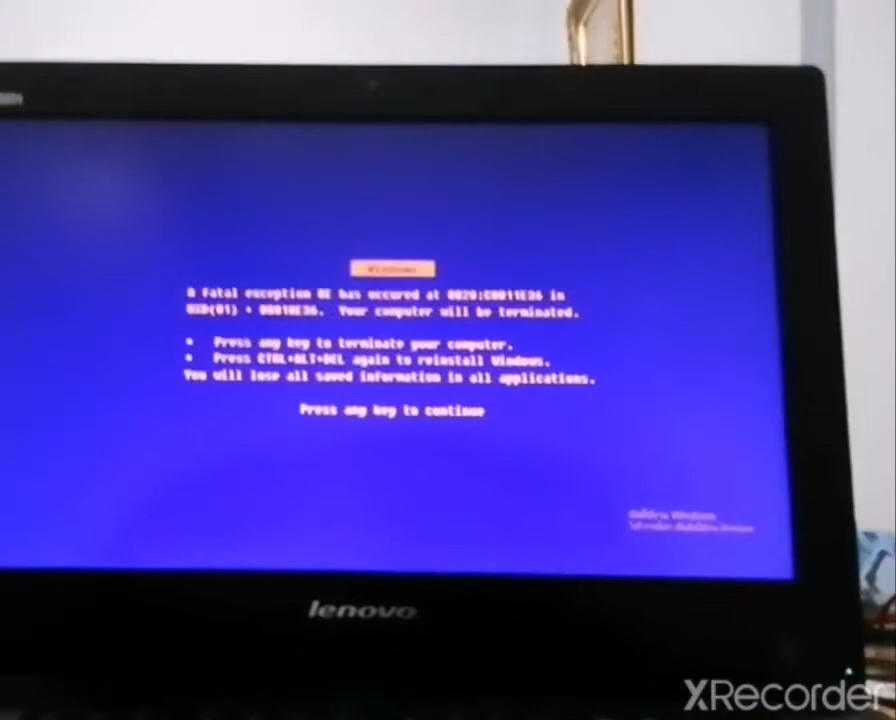 Windows
A Fatal exception 0E has occured at 0028:C0011E36 in
UXD(01) + 00010E36. Your computer will be terminated.
* Press any key to terminate your computer.
* Press CTRL+ALT+DEL again to reinstall Windows.
You will lose all saved information in all applications.
Press any key to continue
Windows
lenovo
XRecorder